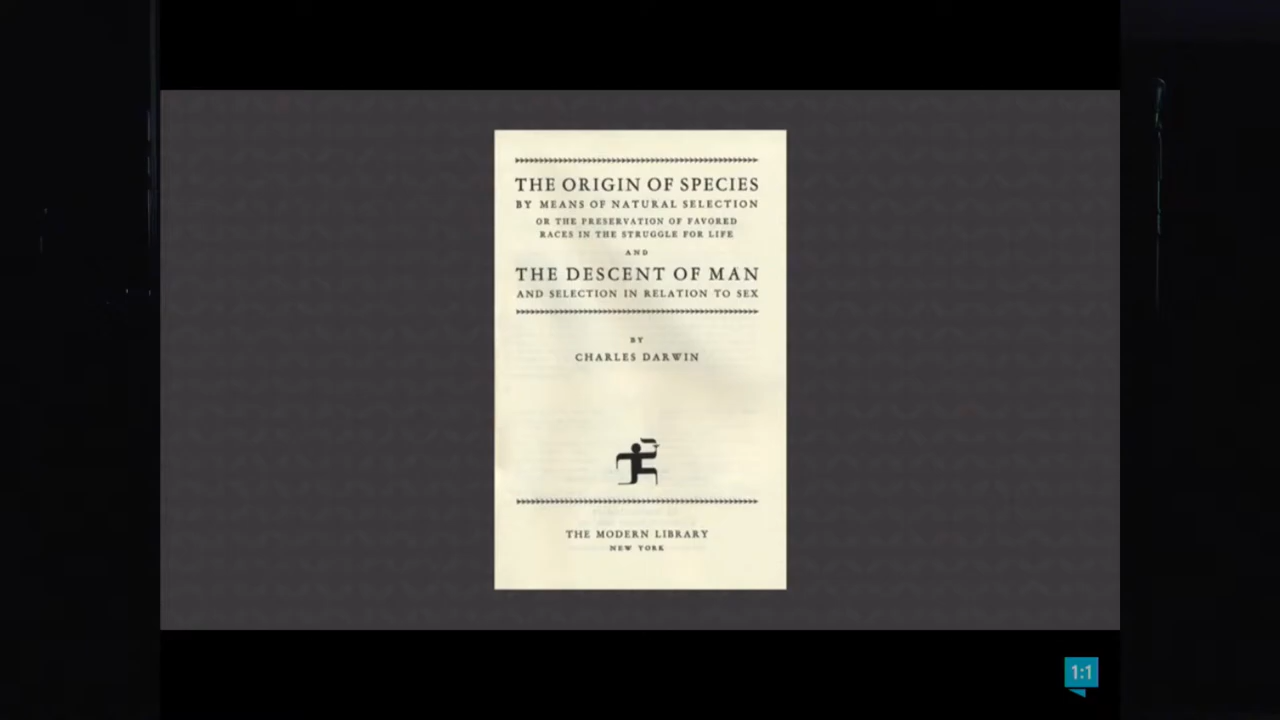 THE ORIGIN OF SPECIES
BY MEANS OF NATURAL SELECTION
OR THE PRESERVATION OF FAVORED
RACES IN THE STRUGGLE FOR LIFE
AND
THE DESCENT OF MAN
AND SELECTION IN RELATION TO SEX
BY
CHARLES DARWIN
THE MODERN LIBRARY
NEW YORK
1:1